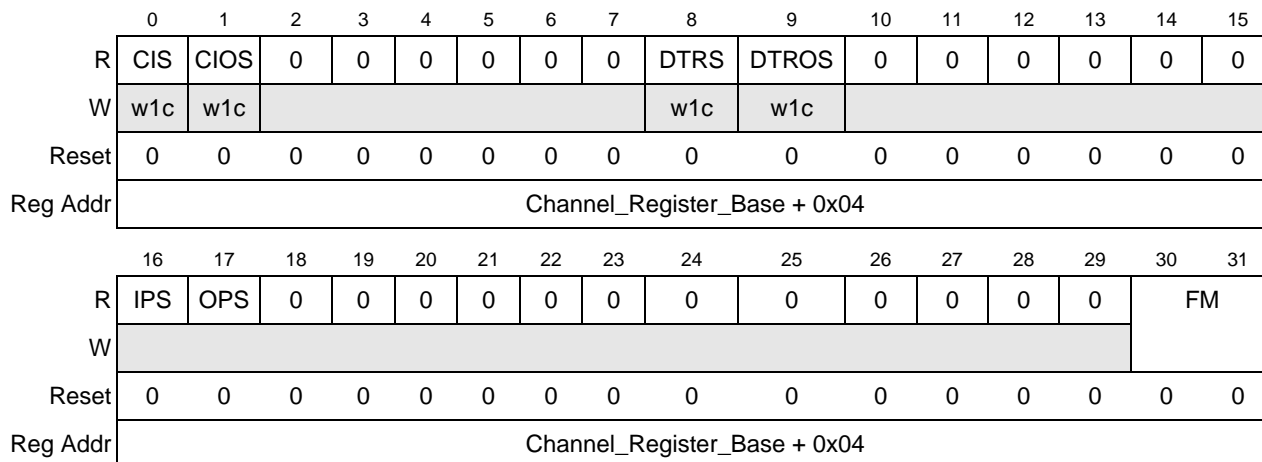 0 1 2 3 4 5 6 7 8 9 10 11 12 13 14 15
R CIS CIOS 0 0 0 0 0 0 DTRS DTROS 0 0 0 0 0 0
W w1c w1c w1c w1c
Reset 0 0 0 0 0 0 0 0 0 0 0 0 0 0 0 0
Reg Addr Channel_Register_Base + 0x04
16 17 18 19 20 21 22 23 24 25 26 27 28 29 30 31
R IPS OPS 0 0 0 0 0 0 0 0 0 0 0 0 FM
W
Reset 0 0 0 0 0 0 0 0 0 0 0 0 0 0 0 0
Reg Addr Channel_Register_Base + 0x04